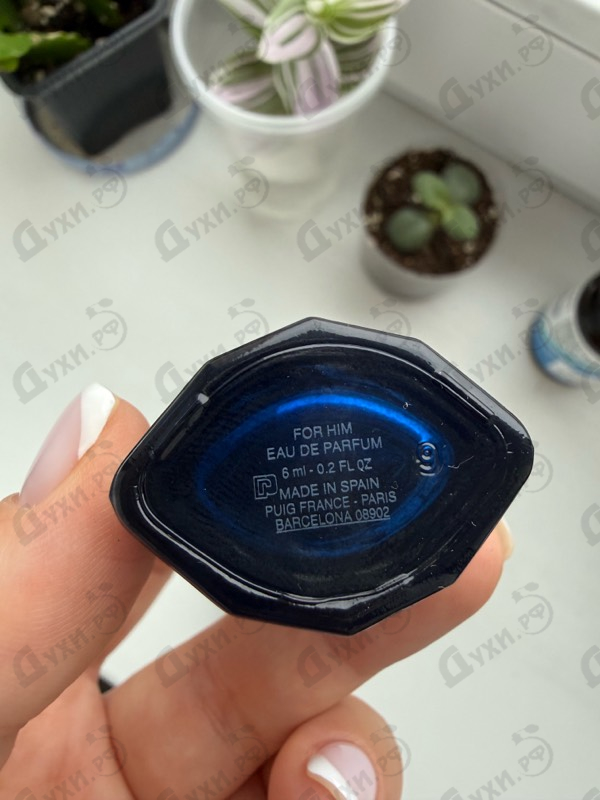 FOR HIM
EAU DE PARFUM
6 ml - 0.2 FL OZ
MADE IN SPAIN
PUIG FRANCE - PARIS
BARCELONA 08902
9
Духи.РФ